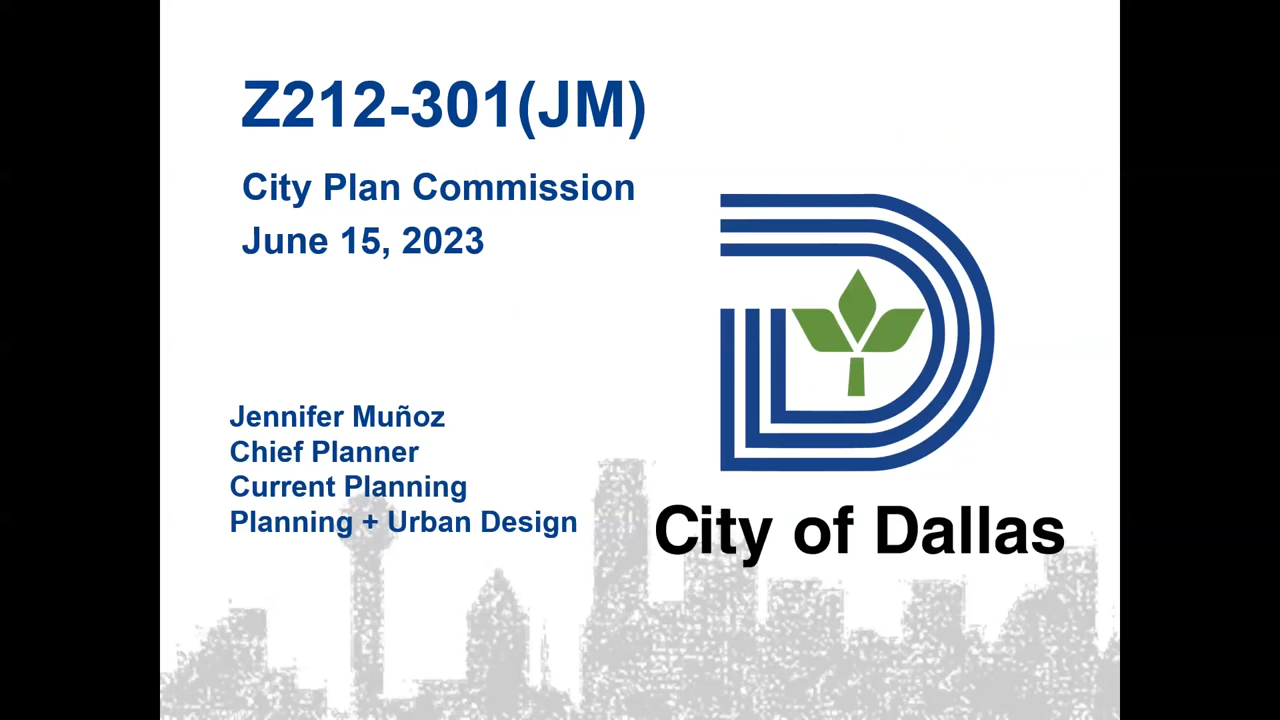 Z212-301(JM)
City Plan Commission
June 15, 2023
Jennifer Muñoz
Chief Planner
Current Planning
Planning + Urban Design
City of Dallas